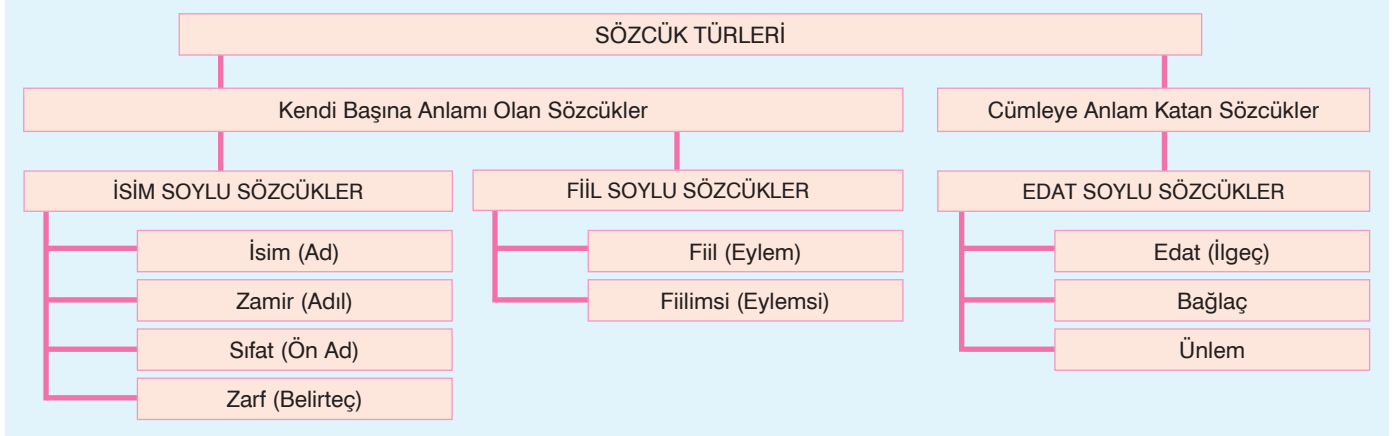 SÖZCÜK TÜRLERİ
Kendi Başına Anlamı Olan Sözcükler
Cümleye Anlam Katan Sözcükler
İSİM SOYLU SÖZCÜKLER
FİİL SOYLU SÖZCÜKLER
EDAT SOYLU SÖZCÜKLER
İsim (Ad)
Zamir (Adıl)
Sıfat (Ön Ad)
Zarf (Belirteç)
Fiil (Eylem)
Fiilimsi (Eylemsi)
Edat (İlgeç)
Bağlaç
Ünlem